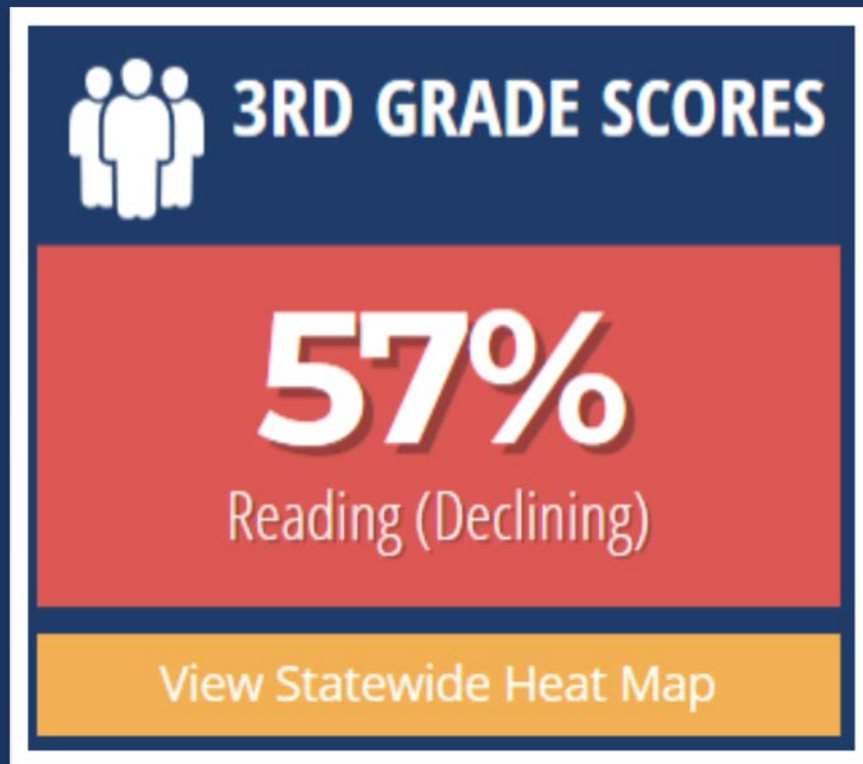 3RD GRADE SCORES
57%
Reading (Declining)
View Statewide Heat Map